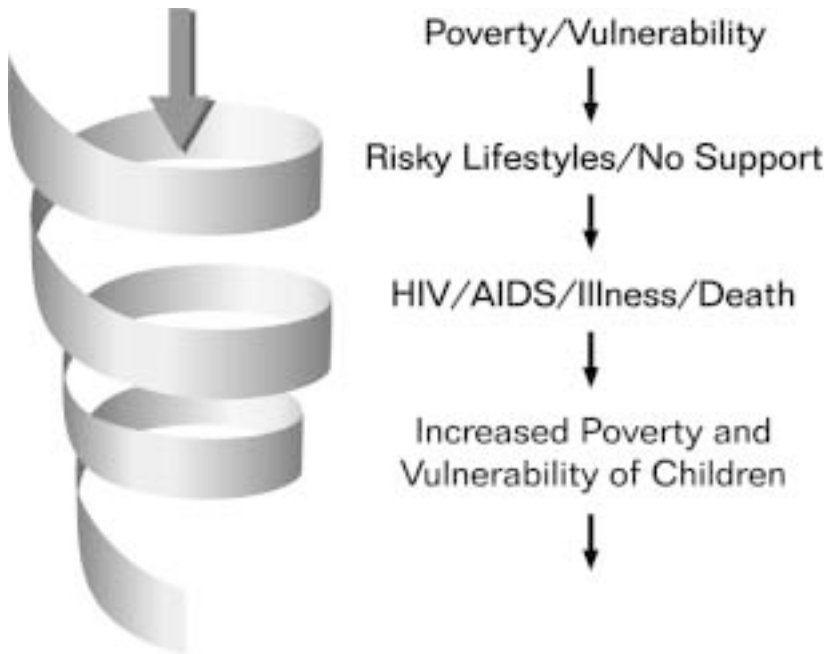 Poverty/Vulnerability
Risky Lifestyles/No Support
HIV/AIDS/Illness/Death
Increased Poverty and
Vulnerability of Children